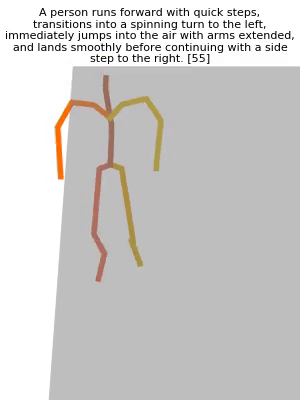 A person runs forward with quick steps,
transitions into a spinning turn to the left,
immediately jumps into the air with arms extended,
and lands smoothly before continuing with a side
step to the right. [55]